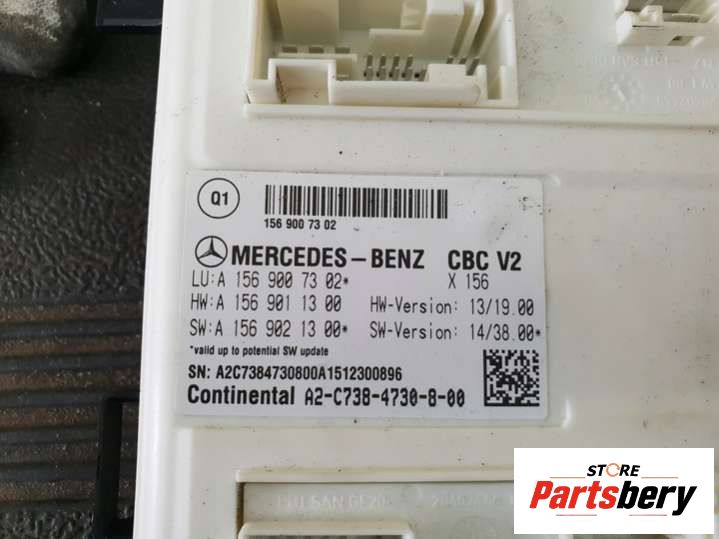 Q1
156 900 73 02
MERCEDES-BENZ CBC V2
LU:A 156 900 73 02* X 156
HW:A 156 901 13 00 HW-Version: 13/19.00
SW:A 156 902 13 00* SW-Version: 14/38.00*
*valid up to potential SW update
SN: A2C7384730800A1512300896
Continental A2-C738-4730-8-00
STORE
Partsbery